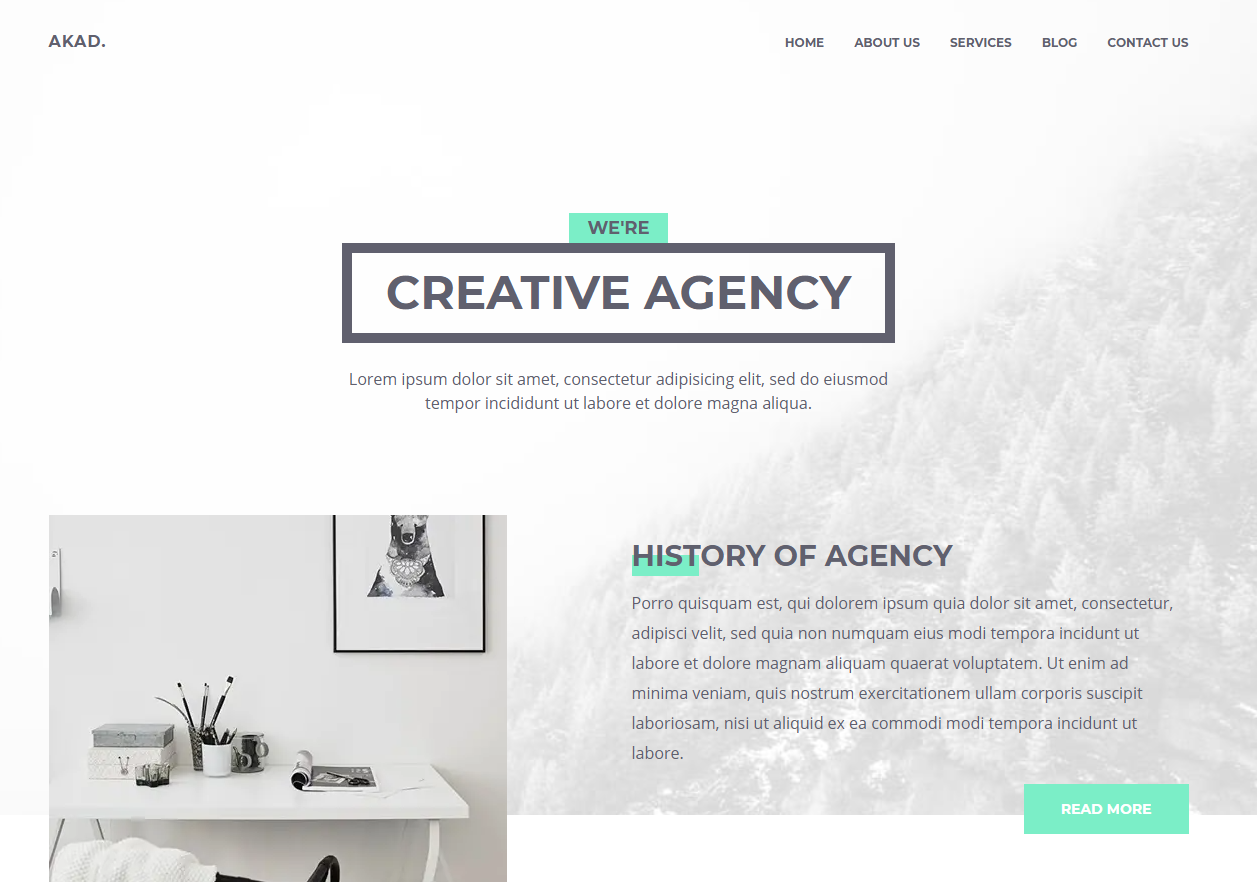 AKAD.
HOME ABOUT US SERVICES BLOG CONTACT US
WE'RE
CREATIVE AGENCY
Lorem ipsum dolor sit amet, consectetur adipisicing elit, sed do eiusmod
tempor incididunt ut labore et dolore magna aliqua.
HISTORY OF AGENCY
Porro quisquam est, qui dolorem ipsum quia dolor sit amet, consectetur,
adipisci velit, sed quia non numquam eius modi tempora incidunt ut
labore et dolore magnam aliquam quaerat voluptatem. Ut enim ad
minima veniam, quis nostrum exercitationem ullam corporis suscipit
laboriosam, nisi ut aliquid ex ea commodi modi tempora incidunt ut
labore.
READ MORE